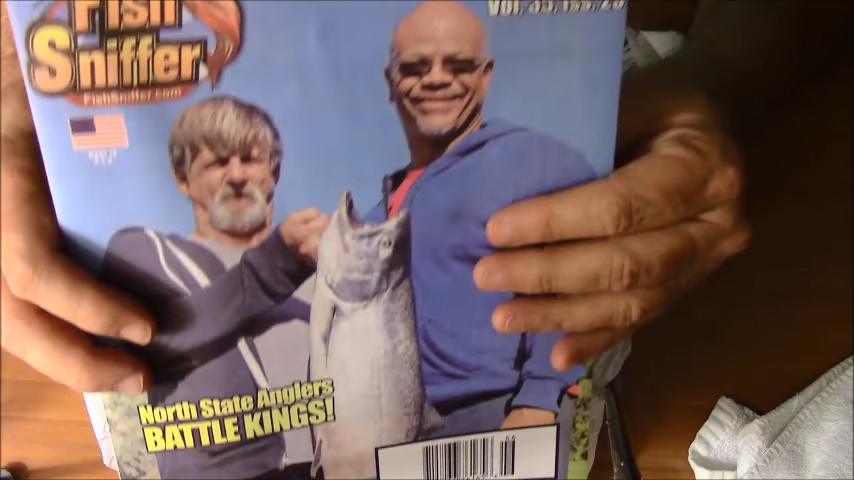 Fish
Sniffer
FishSniffer.com
North State Anglers
BATTLE KINGS!